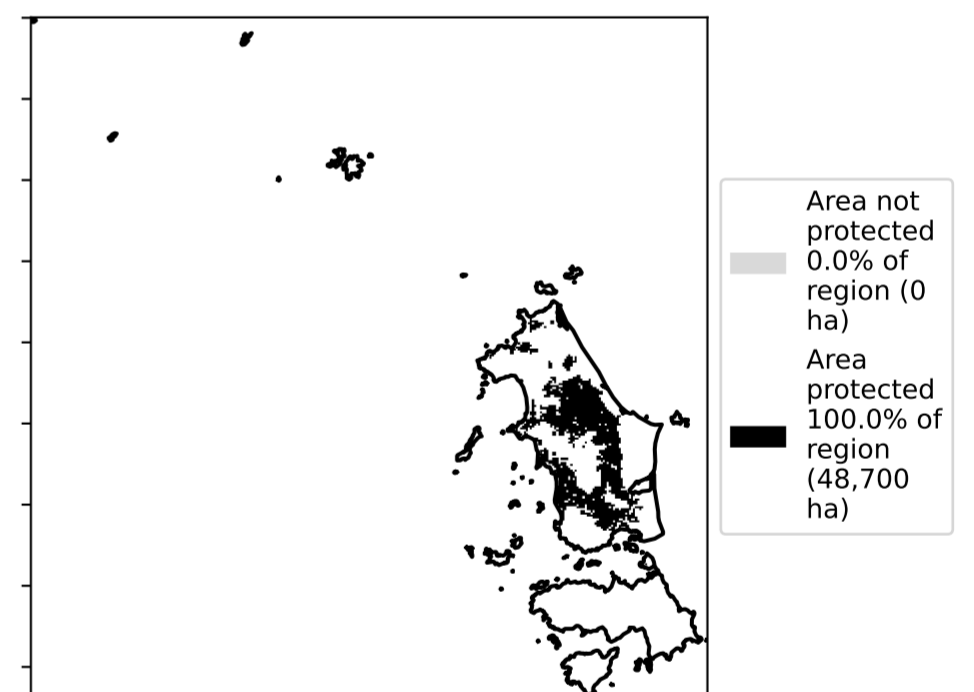 Area not
protected
0.0% of
region (0
ha)
Area
protected
100.0% of
region
(48,700
ha)